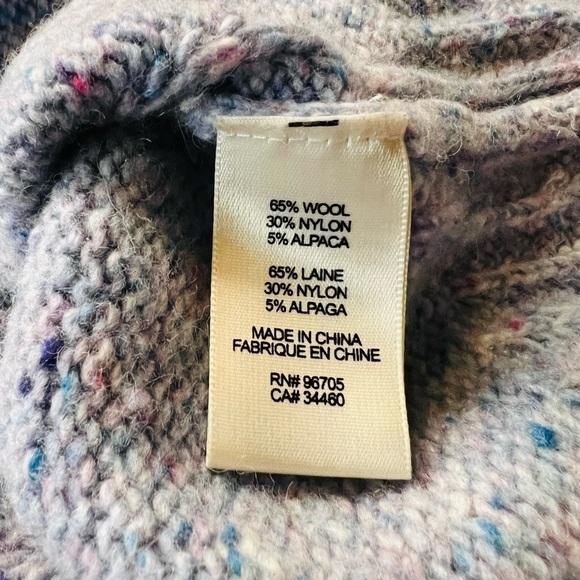 65% WOOL
30% NYLON
5% ALPACA
65% LAINE
30% NYLON
5% ALPAGA
MADE IN CHINA
FABRIQUE EN CHINE
RN# 96705
CA# 34460